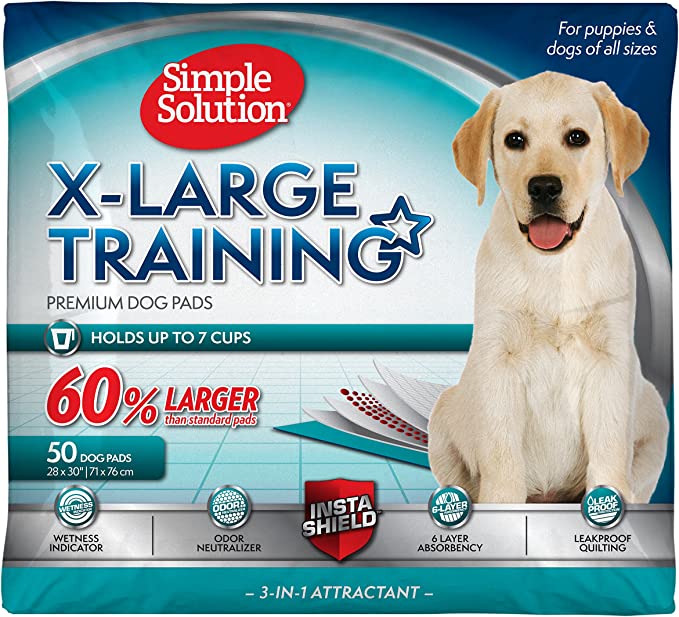 For puppies &
dogs of all sizes
Simple
Solution®
X-LARGE
TRAINING
PREMIUM DOG PADS
HOLDS UP TO 7 CUPS
60% LARGER
than standard pads
50 DOG PADS
28 x 30" | 71 x 76 cm
WETNESS
WETNESS
INDICATOR
ODOR
ODOR
NEUTRALIZER
INSTA
SHIELD
6-LAYER
6 LAYER
ABSORBENCY
LEAK
PROOF
LEAKPROOF
QUILTING
– 3-IN-1 ATTRACTANT –